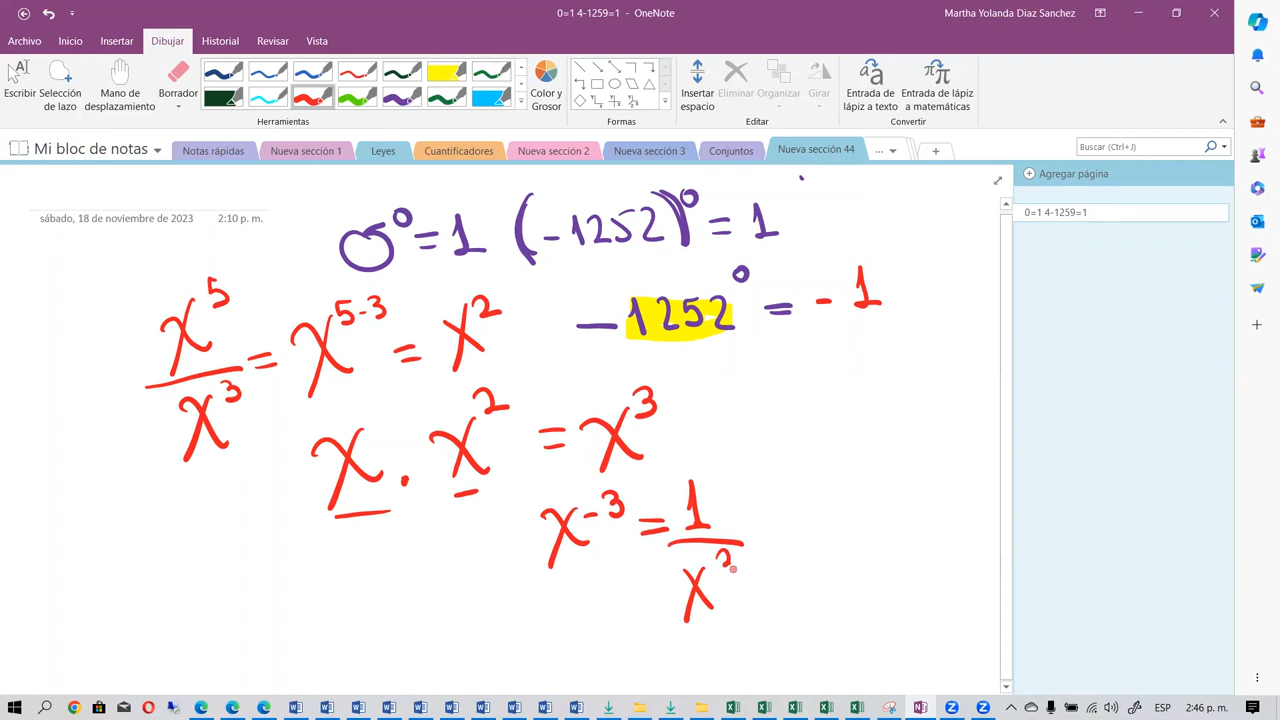 0=1 4-1259=1 - OneNote
Martha Yolanda Diaz Sanchez
Archivo Inicio Insertar Dibujar Historial Revisar Vista
Escribir Selección de lazo Mano de desplazamiento Borrador Color y Grosor Insertar espacio Eliminar Organizar Girar Entrada de lápiz a texto Entrada de lápiz a matemáticas
Herramientas Formas Editar Convertir
Mi bloc de notas Notas rápidas Nueva sección 1 Leyes Cuantificadores Nueva sección 2 Nueva sección 3 Conjuntos Nueva sección 44 ... Buscar (Ctrl+J)
Agregar página
0=1 4-1259=1
sábado, 18 de noviembre de 2023 2:10 p. m.
0⁰ = 1 (-1252)⁰ = 1
-1252⁰ = -1
x⁵/x³ = x⁵⁻³ = x²
x . x² = x³
x⁻³ = 1/x³
ESP 2:46 p. m.